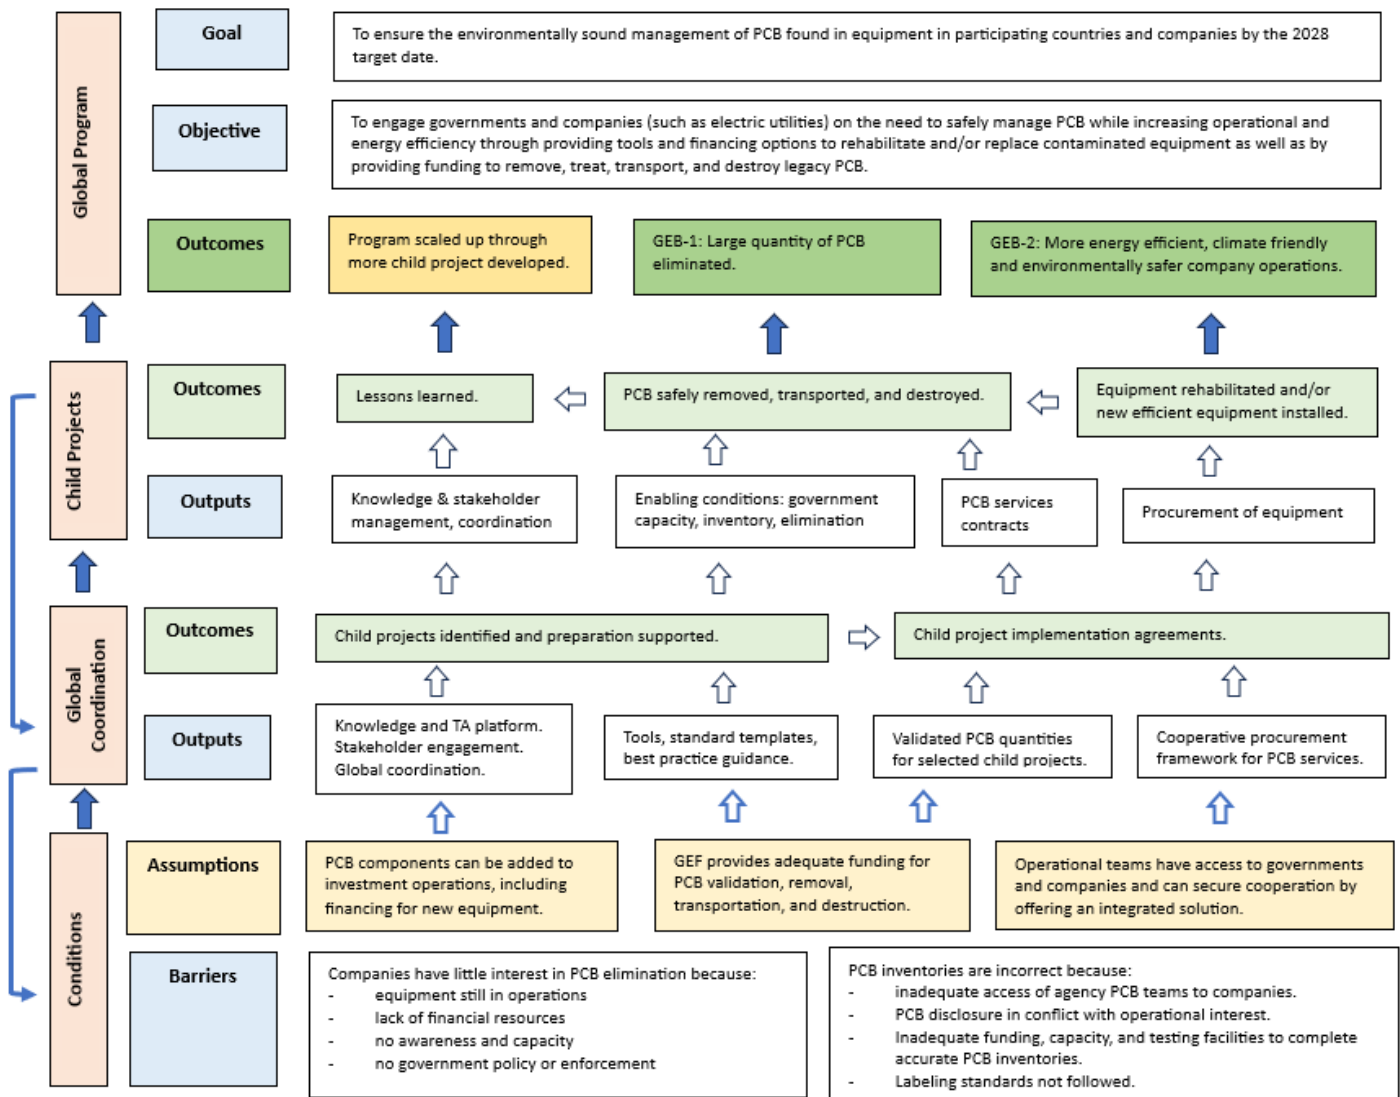 Global Program
Goal
To ensure the environmentally sound management of PCB found in equipment in participating countries and companies by the 2028
target date.
Objective
To engage governments and companies (such as electric utilities) on the need to safely manage PCB while increasing operational and
energy efficiency through providing tools and financing options to rehabilitate and/or replace contaminated equipment as well as by
providing funding to remove, treat, transport, and destroy legacy PCB.
Outcomes
Program scaled up through
more child project developed.
GEB-1: Large quantity of PCB
eliminated.
GEB-2: More energy efficient, climate friendly
and environmentally safer company operations.
Child Projects
Outcomes
Lessons learned.
PCB safely removed, transported, and destroyed.
Equipment rehabilitated and/or
new efficient equipment installed.
Outputs
Knowledge & stakeholder
management, coordination
Enabling conditions: government
capacity, inventory, elimination
PCB services
contracts
Procurement of equipment
Global
Coordination
Outcomes
Child projects identified and preparation supported.
Child project implementation agreements.
Outputs
Knowledge and TA platform.
Stakeholder engagement.
Global coordination.
Tools, standard templates,
best practice guidance.
Validated PCB quantities
for selected child projects.
Cooperative procurement
framework for PCB services.
Conditions
Assumptions
PCB components can be added to
investment operations, including
financing for new equipment.
GEF provides adequate funding for
PCB validation, removal,
transportation, and destruction.
Operational teams have access to governments
and companies and can secure cooperation by
offering an integrated solution.
Barriers
Companies have little interest in PCB elimination because:
- equipment still in operations
- lack of financial resources
- no awareness and capacity
- no government policy or enforcement
PCB inventories are incorrect because:
- inadequate access of agency PCB teams to companies.
- PCB disclosure in conflict with operational interest.
- Inadequate funding, capacity, and testing facilities to complete
accurate PCB inventories.
- Labeling standards not followed.